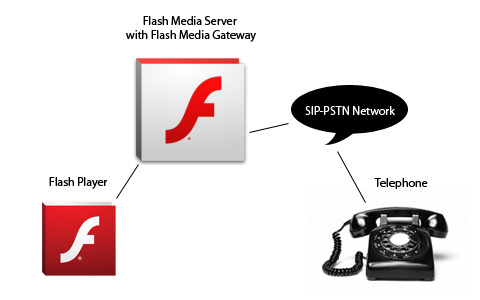 Flash Media Server
with Flash Media Gateway
SIP-PSTN Network
Flash Player
Telephone